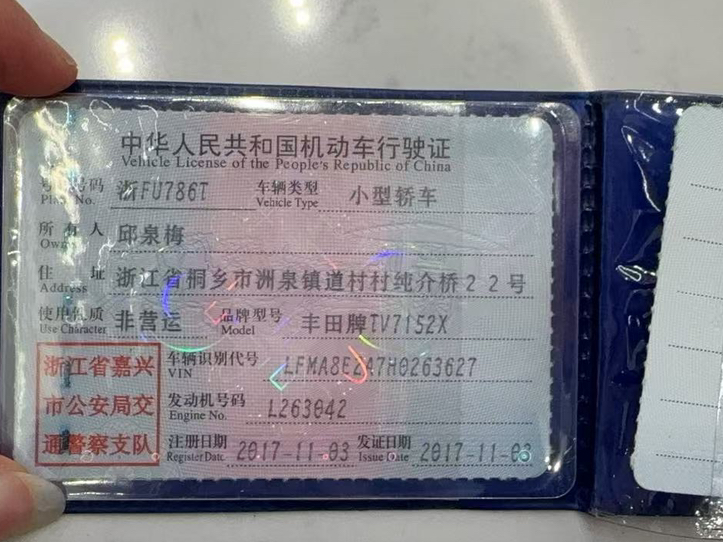 中华人民共和国机动车行驶证
Vehicle License of the People's Republic of China
号牌号码 浙FU786T 车辆类型 小型轿车
Plate No. Vehicle Type
所有人 邱泉梅
Owner
住址 浙江省桐乡市洲泉镇道村村纯介桥22号
Address
使用性质 非营运 品牌型号 丰田牌TV7152X
Use Character Model
浙江省嘉兴 车辆识别代号 LFMA8EZA7H0263627
VIN
市公安局交 发动机号码 L263042
Engine No.
通警察支队 注册日期 2017-11-03 发证日期 2017-11-03
Register Date Issue Date